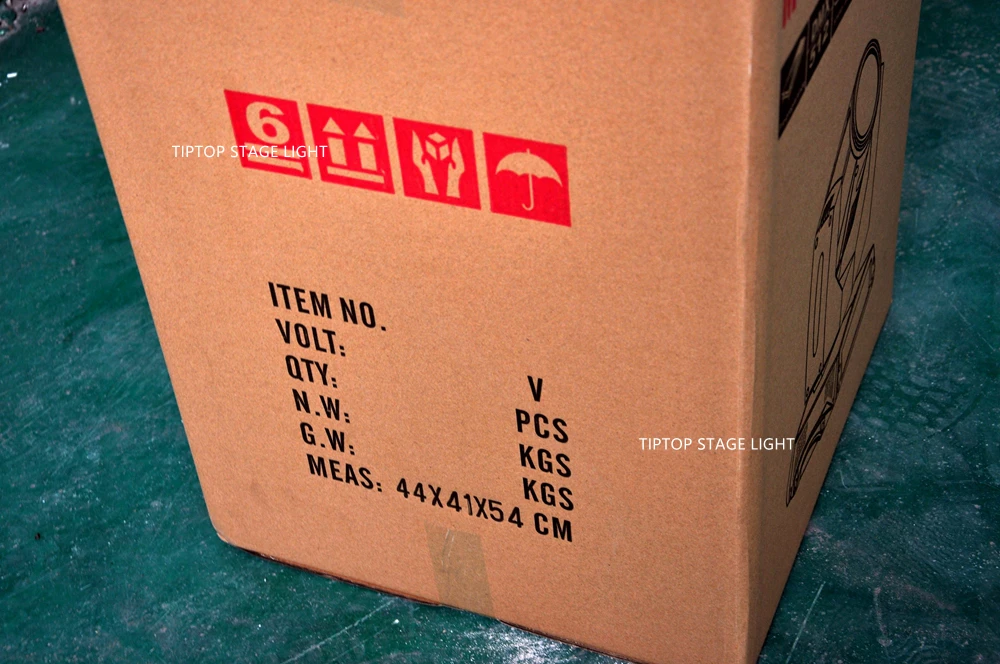 6
TIPTOP STAGE LIGHT
ITEM NO.
VOLT: V
QTY: PCS
N.W: KGS
G.W: KGS
MEAS: 44X41X54 CM
TIPTOP STAGE LIGHT